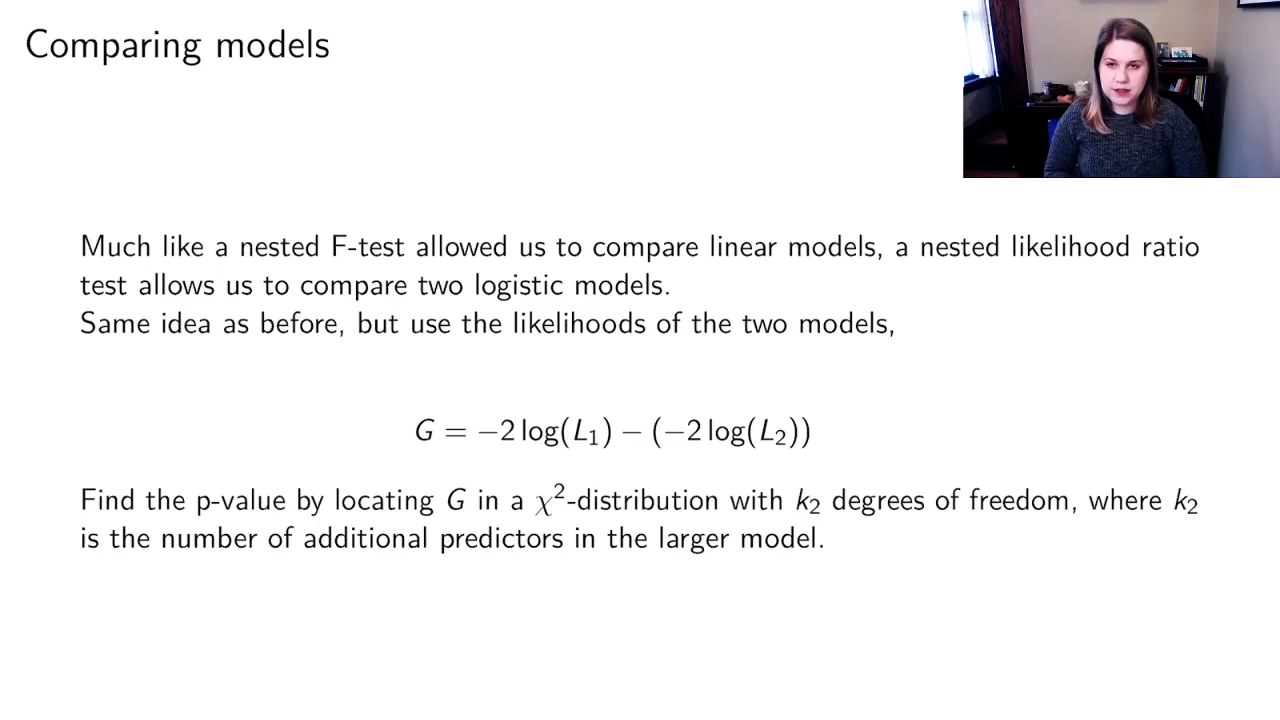 Comparing models
Much like a nested F-test allowed us to compare linear models, a nested likelihood ratio
test allows us to compare two logistic models.
Same idea as before, but use the likelihoods of the two models,
G = −2 log(L₁) − (−2 log(L₂))
Find the p-value by locating G in a χ²-distribution with k₂ degrees of freedom, where k₂
is the number of additional predictors in the larger model.